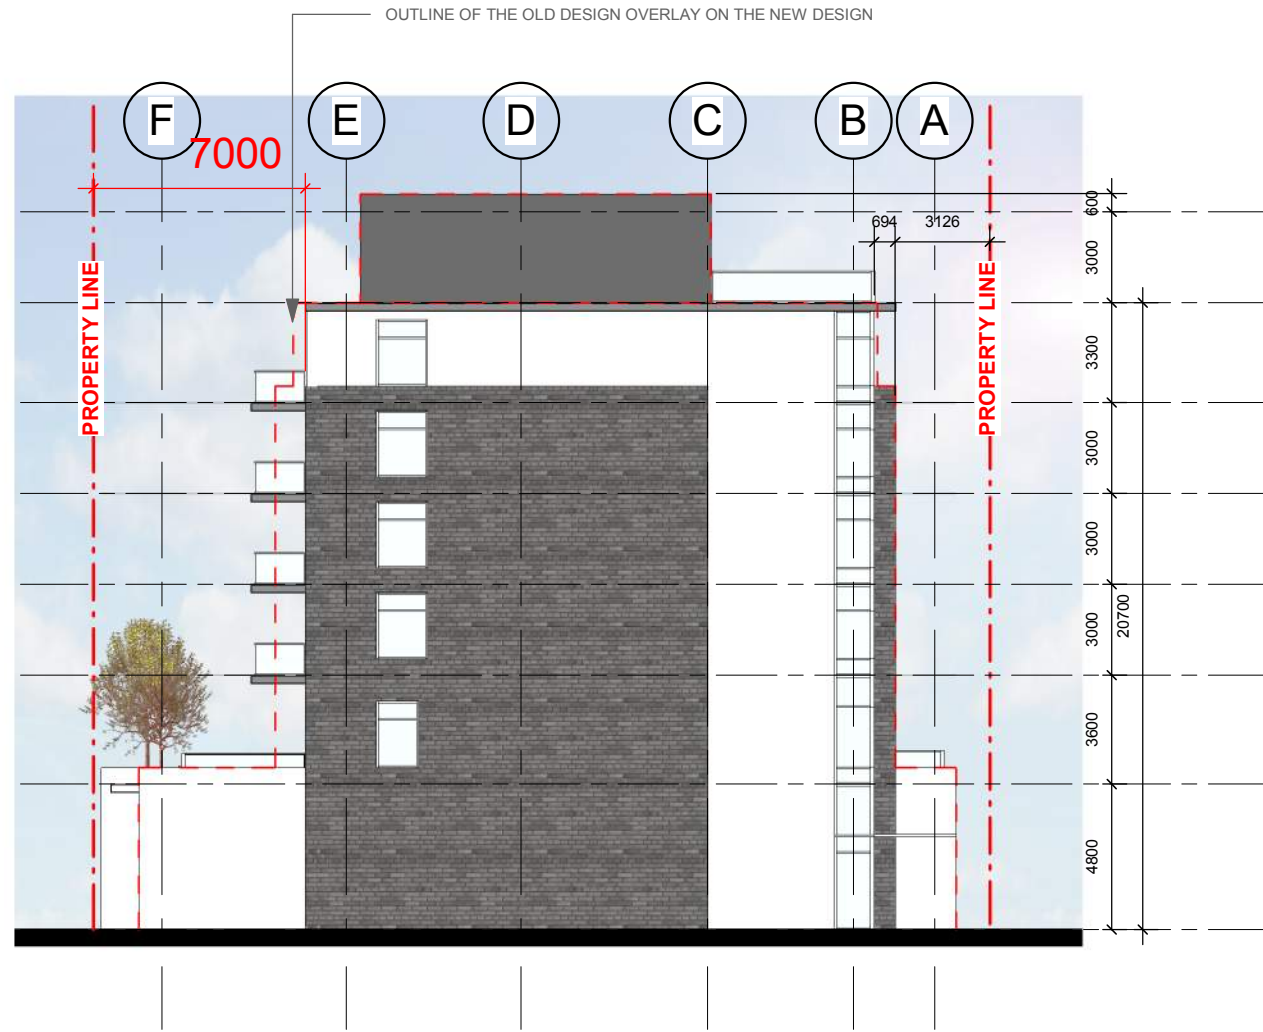 OUTLINE OF THE OLD DESIGN OVERLAY ON THE NEW DESIGN
F E D C B A
7000
694 3126
PROPERTY LINE
PROPERTY LINE
600
3000
3300
3000
3000
3000
20700
3600
4800